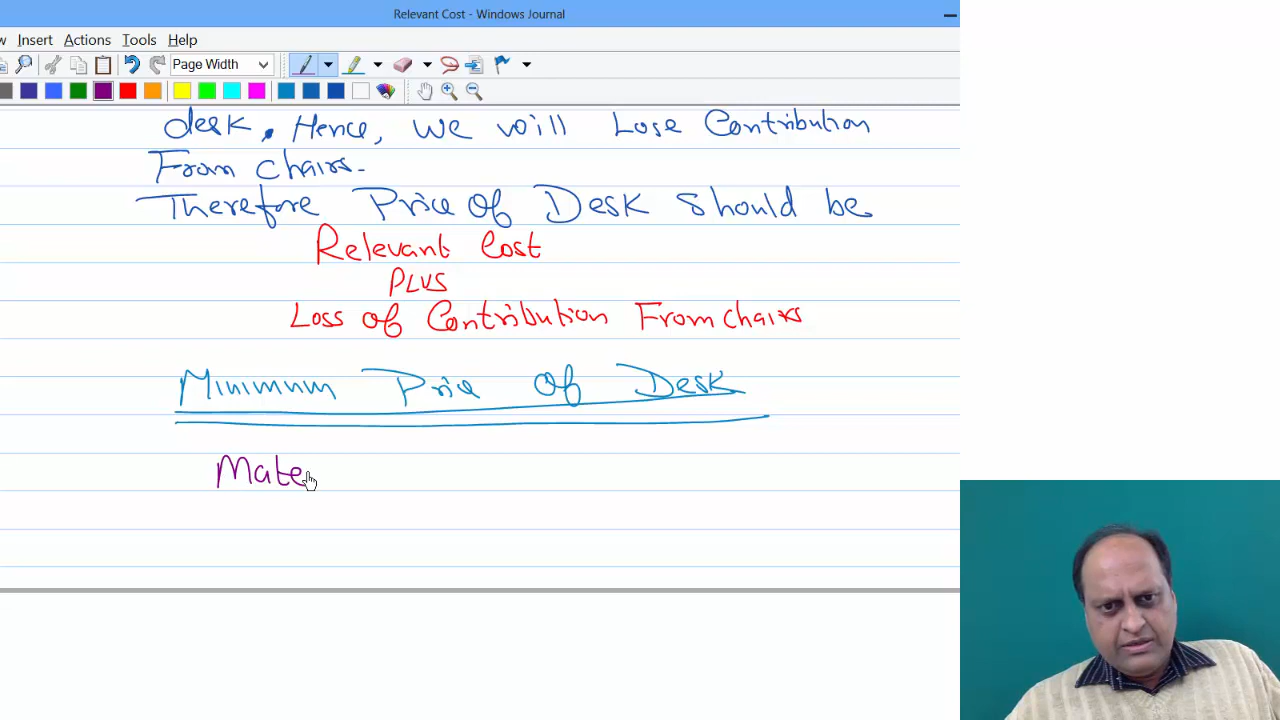 Relevant Cost - Windows Journal
w Insert Actions Tools Help
Page Width
desk. Hence, we will Lose Contribution
From chairs.
Therefore Price Of Desk should be
Relevant Cost
PLUS
Loss of Contribution From chairs
Minimum Price Of Desk
Mate